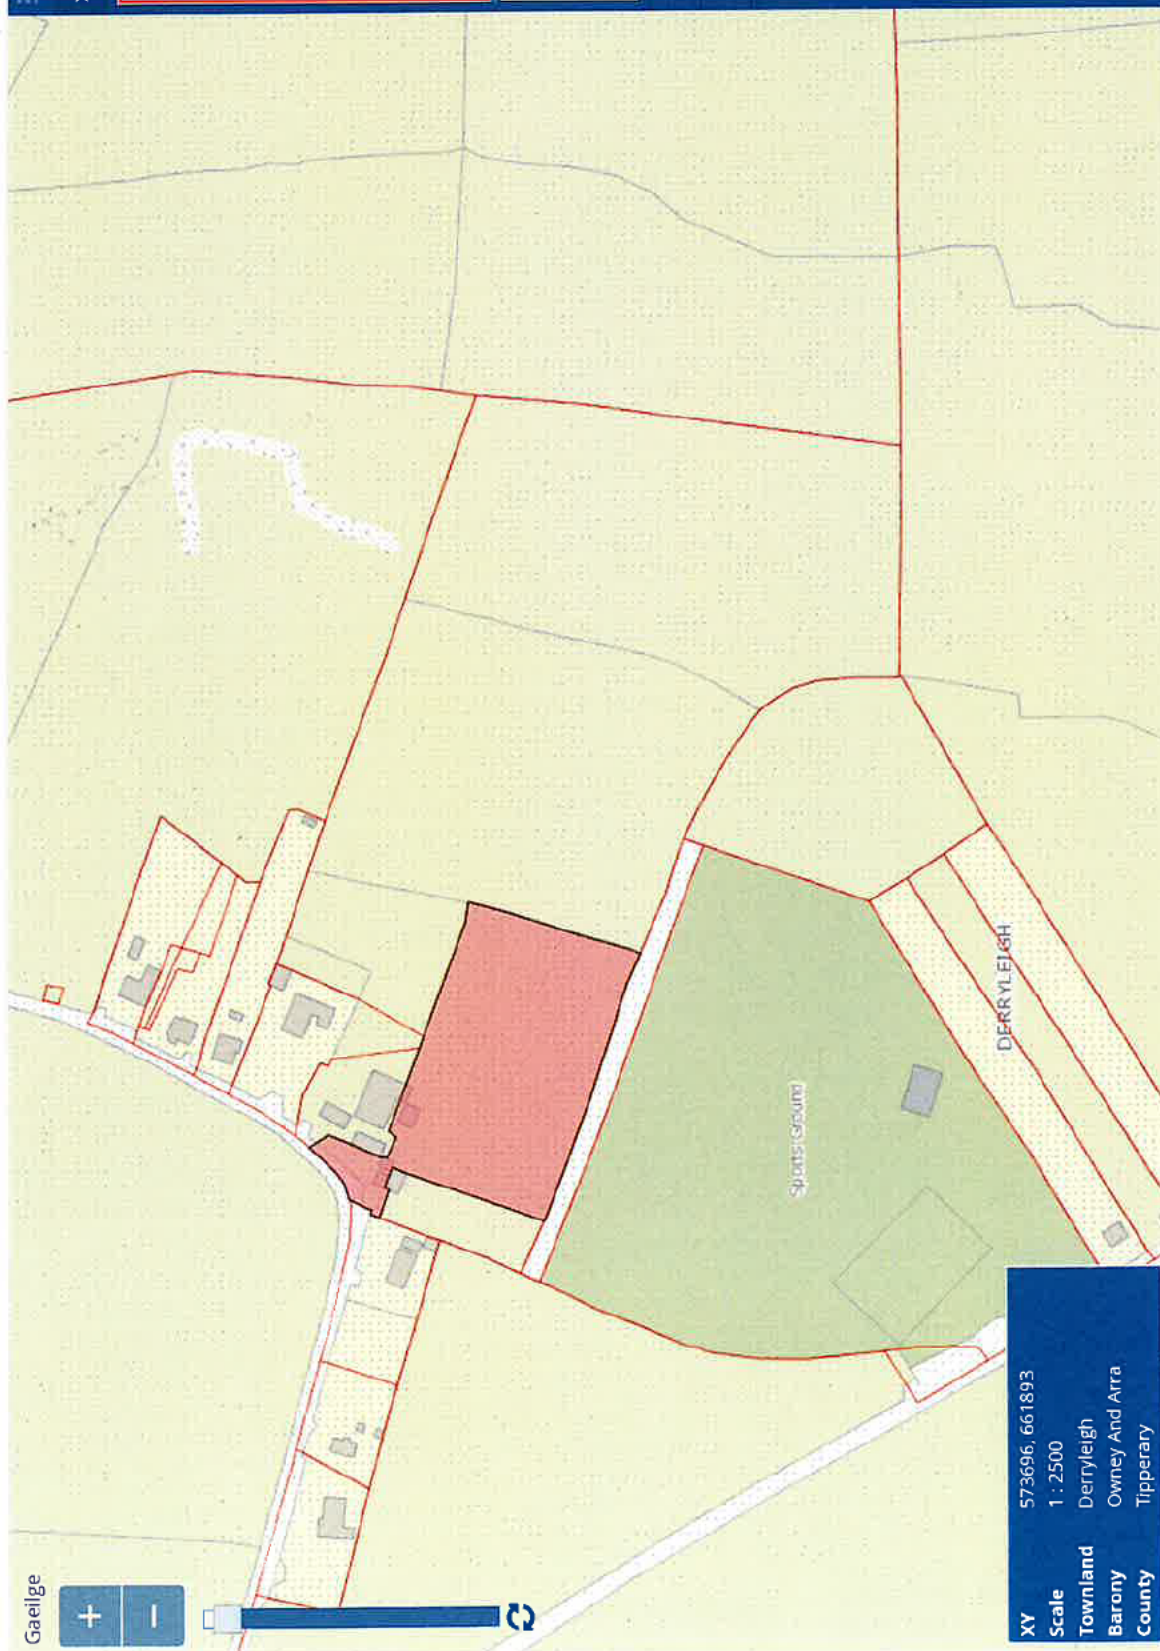 Gaeilge
+
−
Sports Ground
DERRYLEIGH
XY 573696, 661893
Scale 1 : 2500
Townland Derryleigh
Barony Owney And Arra
County Tipperary